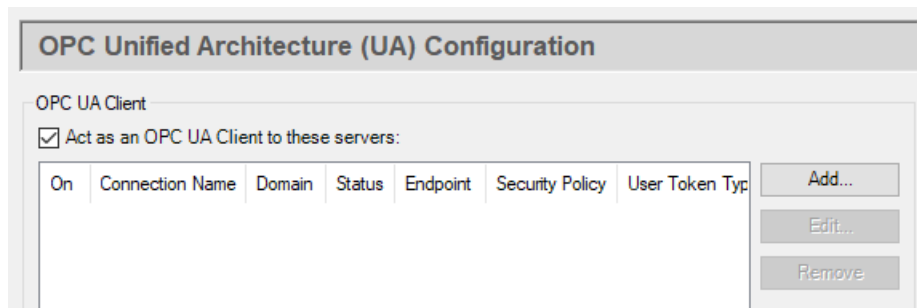 OPC Unified Architecture (UA) Configuration
OPC UA Client
Act as an OPC UA Client to these servers:
On Connection Name Domain Status Endpoint Security Policy User Token Typ
Add...
Edit...
Remove